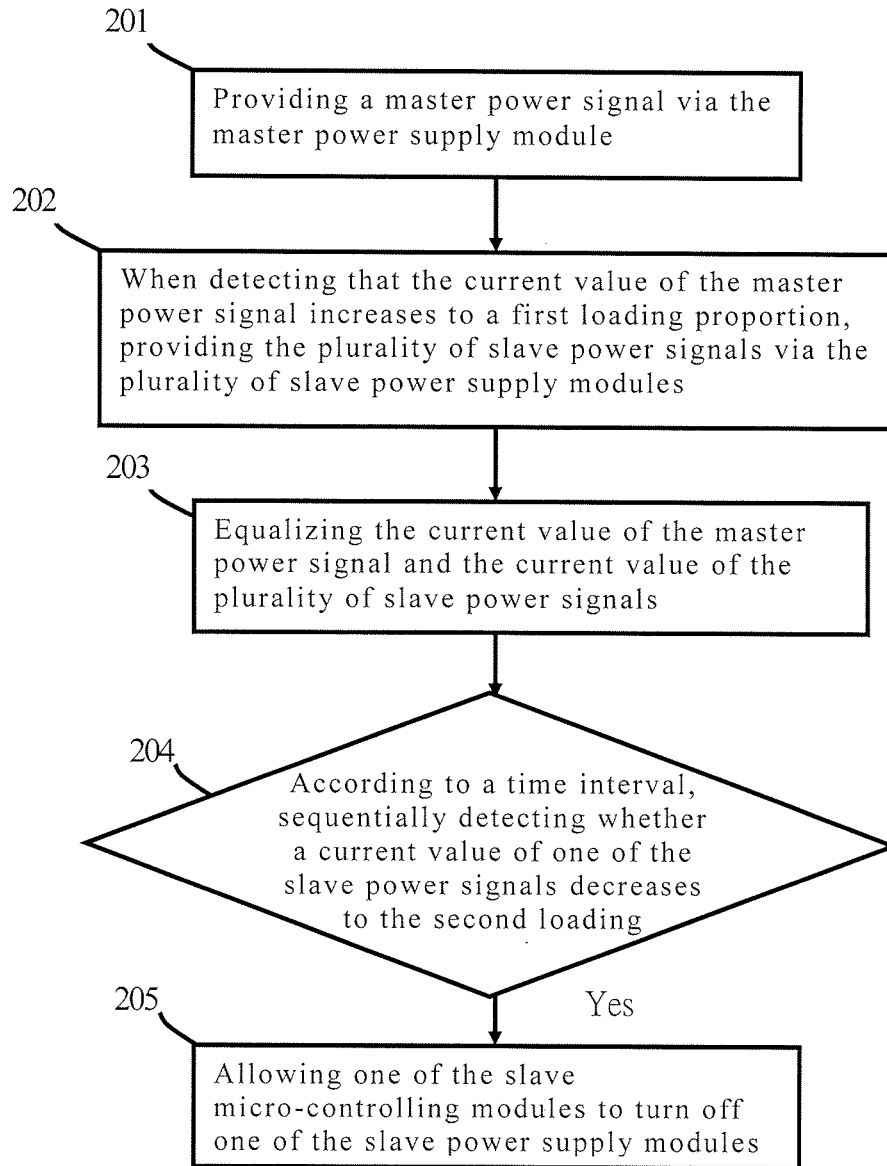 201
Providing a master power signal via the
master power supply module
202
When detecting that the current value of the master
power signal increases to a first loading proportion,
providing the plurality of slave power signals via the
plurality of slave power supply modules
203
Equalizing the current value of the master
power signal and the current value of the
plurality of slave power signals
204
According to a time interval,
sequentially detecting whether
a current value of one of the
slave power signals decreases
to the second loading
Yes
205
Allowing one of the slave
micro-controlling modules to turn off
one of the slave power supply modules